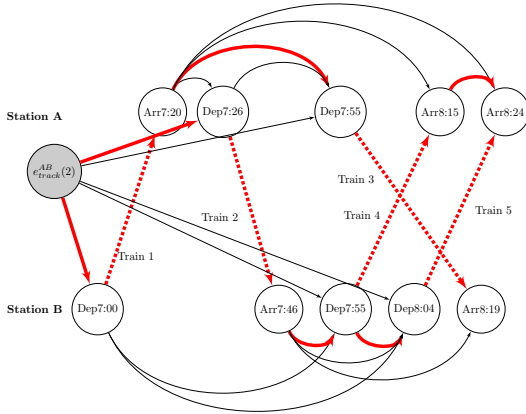 Station A
Arr7:20
Dep7:26
Dep7:55
Arr8:15
Arr8:24
e_{track}^{AB}(2)
Train 3
Train 2
Train 4
Train 5
Train 1
Station B
Dep7:00
Arr7:46
Dep7:55
Dep8:04
Arr8:19